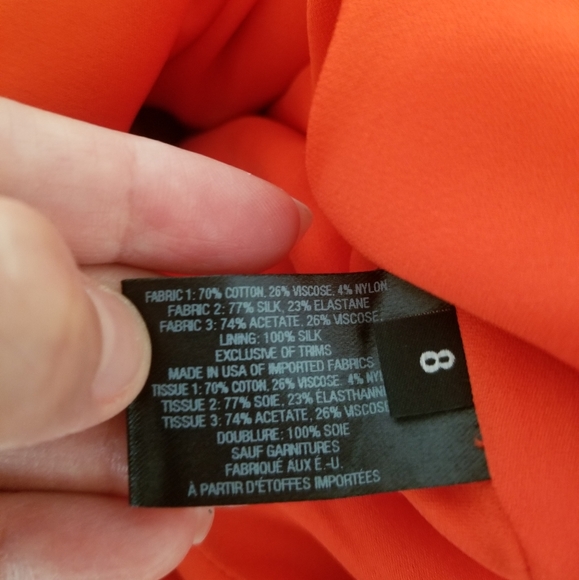 FABRIC 1: 70% COTTON, 26% VISCOSE, 4% NYLON
FABRIC 2: 77% SILK, 23% ELASTANE
FABRIC 3: 74% ACETATE, 26% VISCOSE
LINING: 100% SILK
EXCLUSIVE OF TRIMS
MADE IN USA OF IMPORTED FABRICS
TISSUE 1: 70% COTON, 26% VISCOSE, 4%
TISSUE 2: 77% SOIE, 23%
TISSUE 3: 74% ACÉTATE, 26%
DOUBLURE: 100% SOIE
SAUF GARNITURES
FABRIQUÉ AUX É.-U.
À PARTIR D'ÉTOFFES IMPORTÉES
8